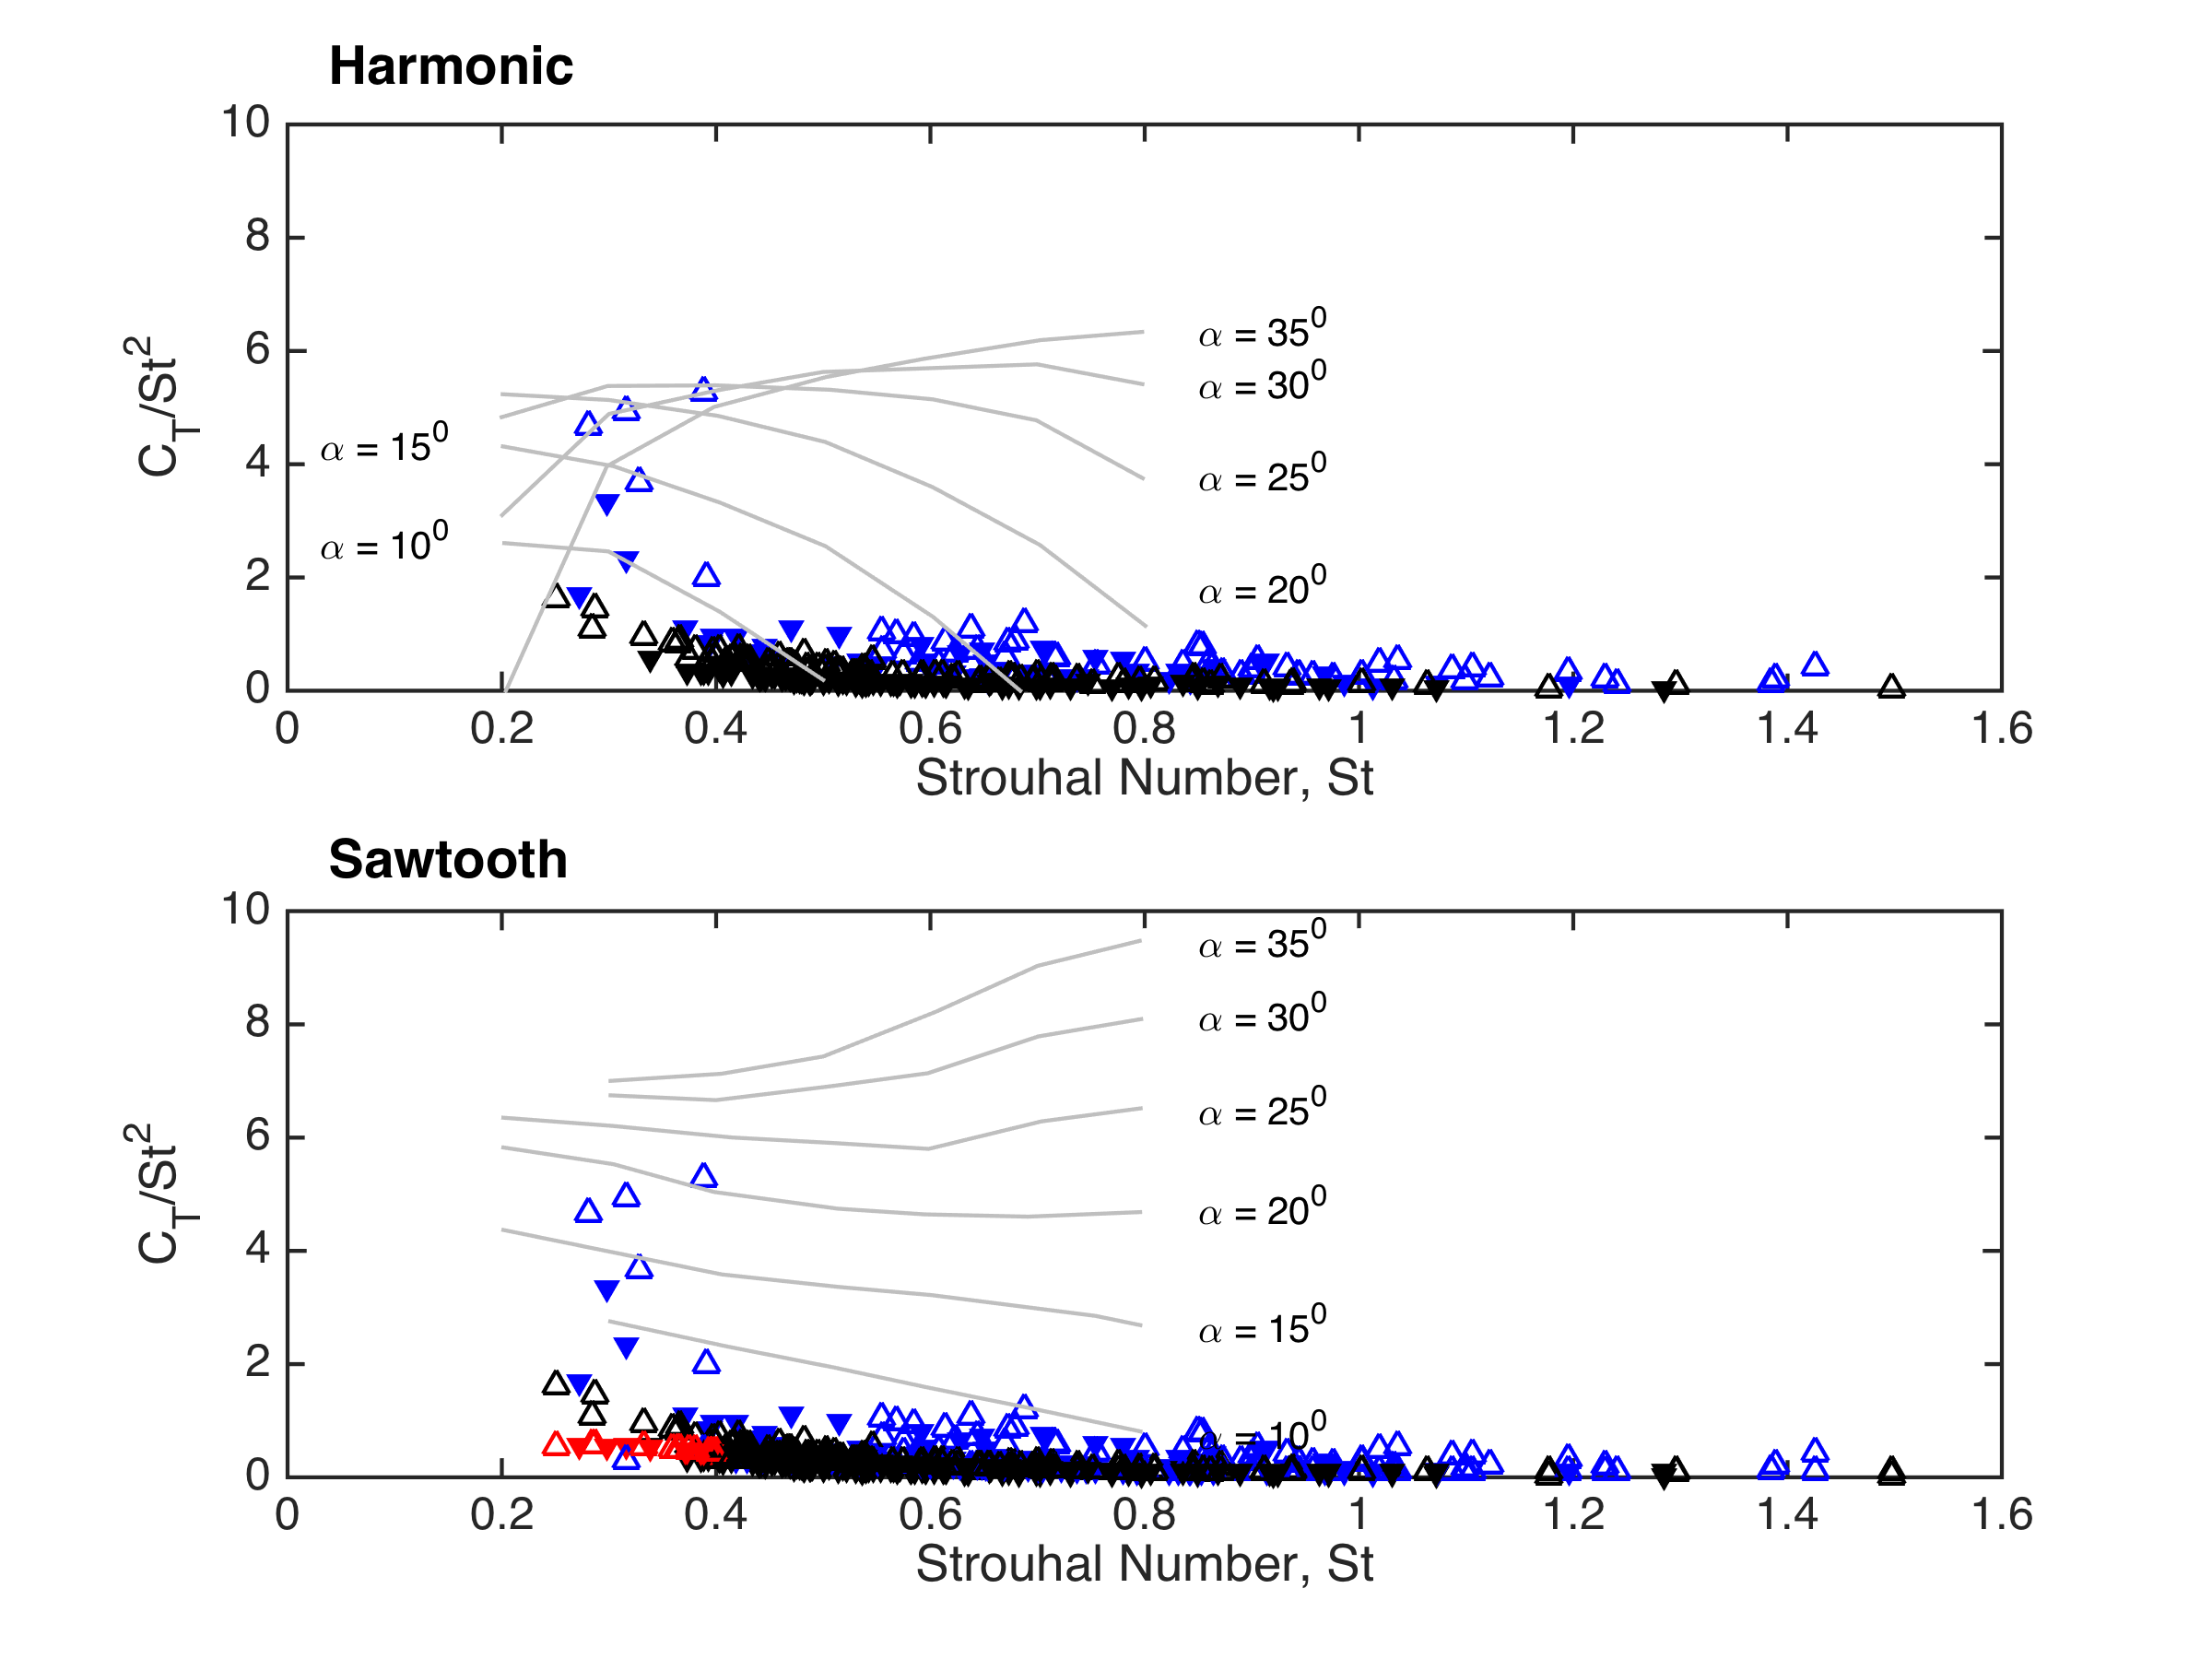 Harmonic
10
8
6
4
2
0
C_T/St^2
α = 35^0
α = 30^0
α = 25^0
α = 20^0
α = 15^0
α = 10^0
0 0.2 0.4 0.6 0.8 1 1.2 1.4 1.6
Strouhal Number, St
Sawtooth
10
8
6
4
2
0
C_T/St^2
α = 35^0
α = 30^0
α = 25^0
α = 20^0
α = 15^0
α = 10^0
0 0.2 0.4 0.6 0.8 1 1.2 1.4 1.6
Strouhal Number, St